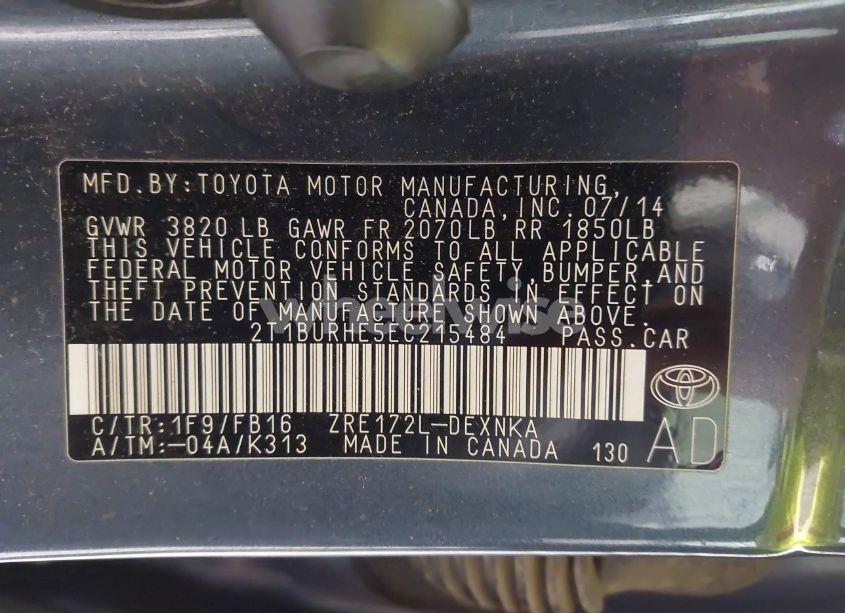 MFD.BY:TOYOTA MOTOR MANUFACTURING,
CANADA,INC.07/14
GVWR 3820 LB GAWR FR 2070LB RR 1850LB
THIS VEHICLE CONFORMS TO ALL APPLICABLE
FEDERAL MOTOR VEHICLE SAFETY, BUMPER,AND
THEFT PREVENTION STANDARDS IN EFFECT ON
THE DATE OF MANUFACTURE SHOWN ABOVE.
2T1BURHE5EC215484 PASS.CAR
C/TR:1F9/FB16 ZRE172L-DEXNKA
A/TM:-04A/K313 MADE IN CANADA 130 AD